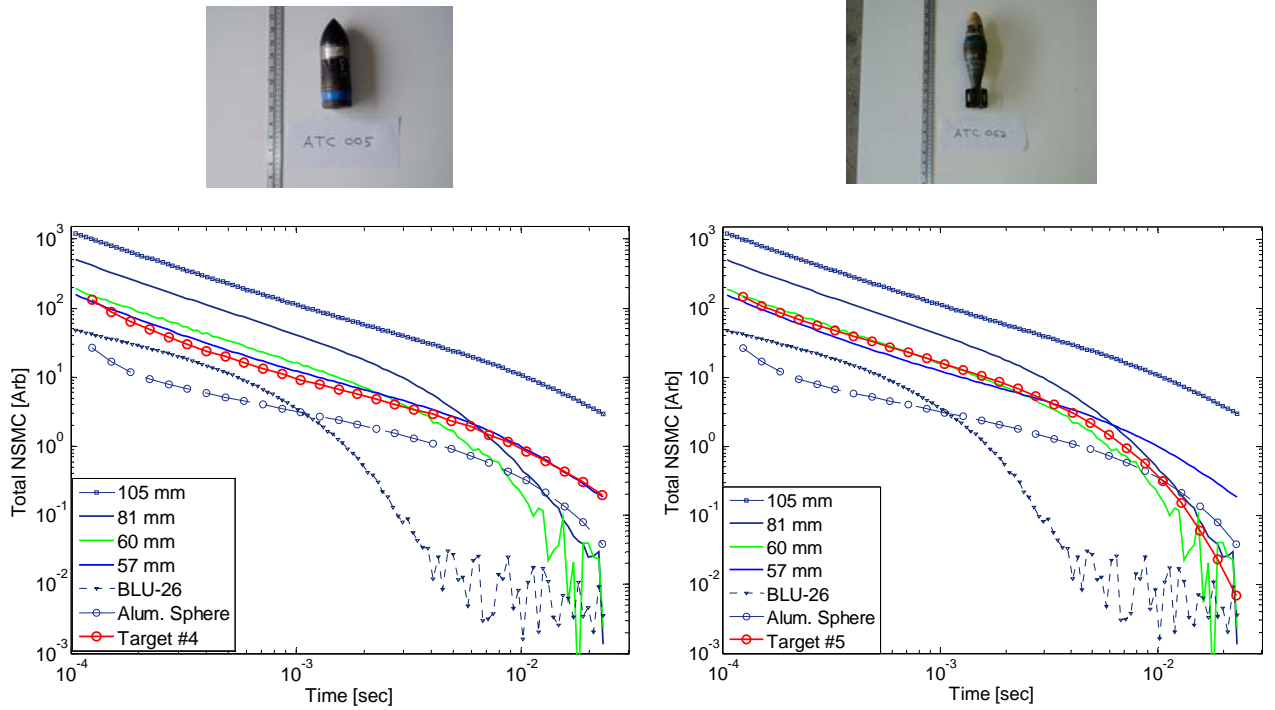 ATC 005
ATC 062
10^3
10^2
10^1
10^0
10^-1
10^-2
10^-3
Total NSMC [Arb]
105 mm
81 mm
60 mm
57 mm
BLU-26
Alum. Sphere
Target #4
10^-4
10^-3
10^-2
Time [sec]
10^3
10^2
10^1
10^0
10^-1
10^-2
10^-3
Total NSMC [Arb]
105 mm
81 mm
60 mm
57 mm
BLU-26
Alum. Sphere
Target #5
10^-4
10^-3
10^-2
Time [sec]